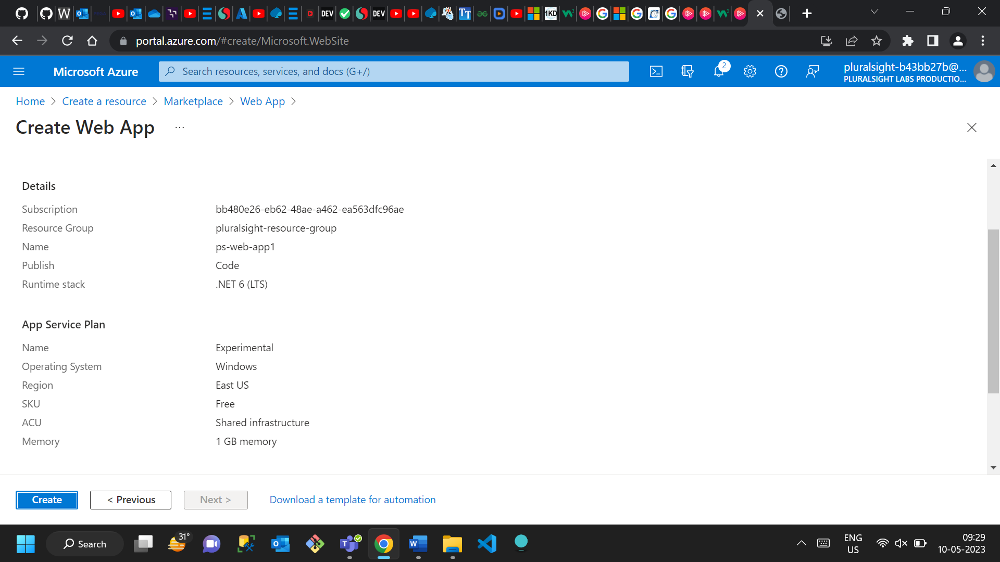 W
DEV
DEV
TT
1KD
portal.azure.com/#create/Microsoft.WebSite
Microsoft Azure
Search resources, services, and docs (G+/)
2
pluralsight-b43bb27b@...
PLURALSIGHT LABS PRODUCTIO...
Home > Create a resource > Marketplace > Web App >
Create Web App ...
Details
Subscription bb480e26-eb62-48ae-a462-ea563dfc96ae
Resource Group pluralsight-resource-group
Name ps-web-app1
Publish Code
Runtime stack .NET 6 (LTS)
App Service Plan
Name Experimental
Operating System Windows
Region East US
SKU Free
ACU Shared infrastructure
Memory 1 GB memory
Create
< Previous
Next >
Download a template for automation
31°
Search
ENG
US
09:29
10-05-2023